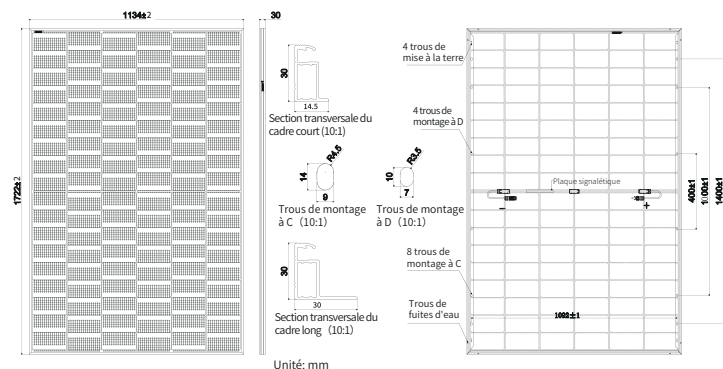 1134±2
30
1722±2
30
14.5
Section transversale du
cadre court (10:1)
R4.5
14
9
Trous de montage
à C (10:1)
R3.5
10
7
Trous de montage
à D (10:1)
30
30
Section transversale du
cadre long (10:1)
Unité: mm
4 trous de
mise à la terre
4 trous de
montage à D
Plaque signalétique
8 trous de
montage à C
Trous de
fuites d'eau
1092±1
400±1
1100±1
1400±1